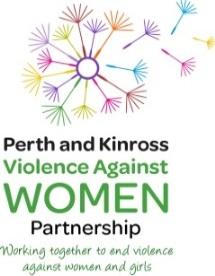 Perth and Kinross
Violence Against
WOMEN
Partnership
Working together to end violence
against women and girls